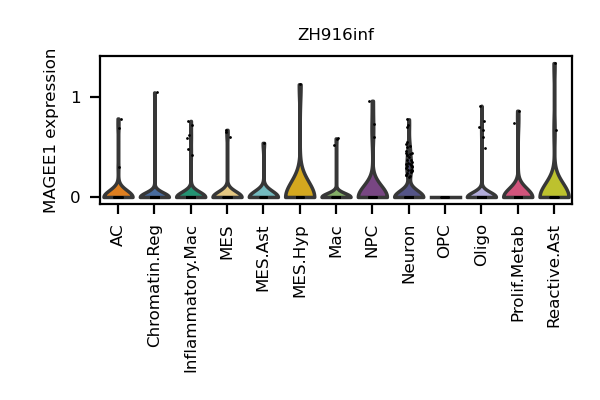 ZH916inf
MAGEE1 expression
1
0
AC
Chromatin.Reg
Inflammatory.Mac
MES
MES.Ast
MES.Hyp
Mac
NPC
Neuron
OPC
Oligo
Prolif.Metab
Reactive.Ast